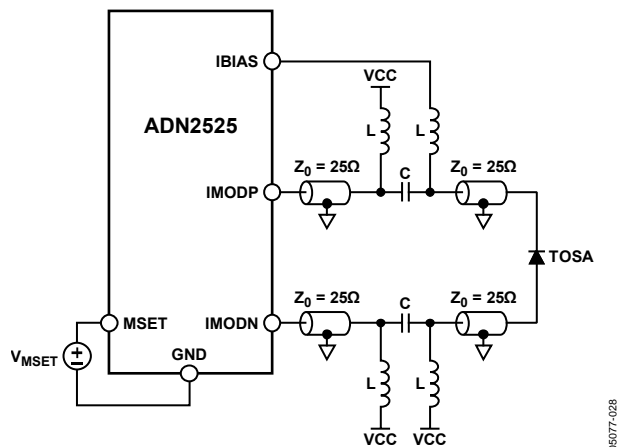 IBIAS
VCC
ADN2525
L
L
Z0 = 25Ω
C
Z0 = 25Ω
IMODP
TOSA
Z0 = 25Ω
C
Z0 = 25Ω
MSET
IMODN
VMSET
GND
L
L
VCC
VCC
05077-028